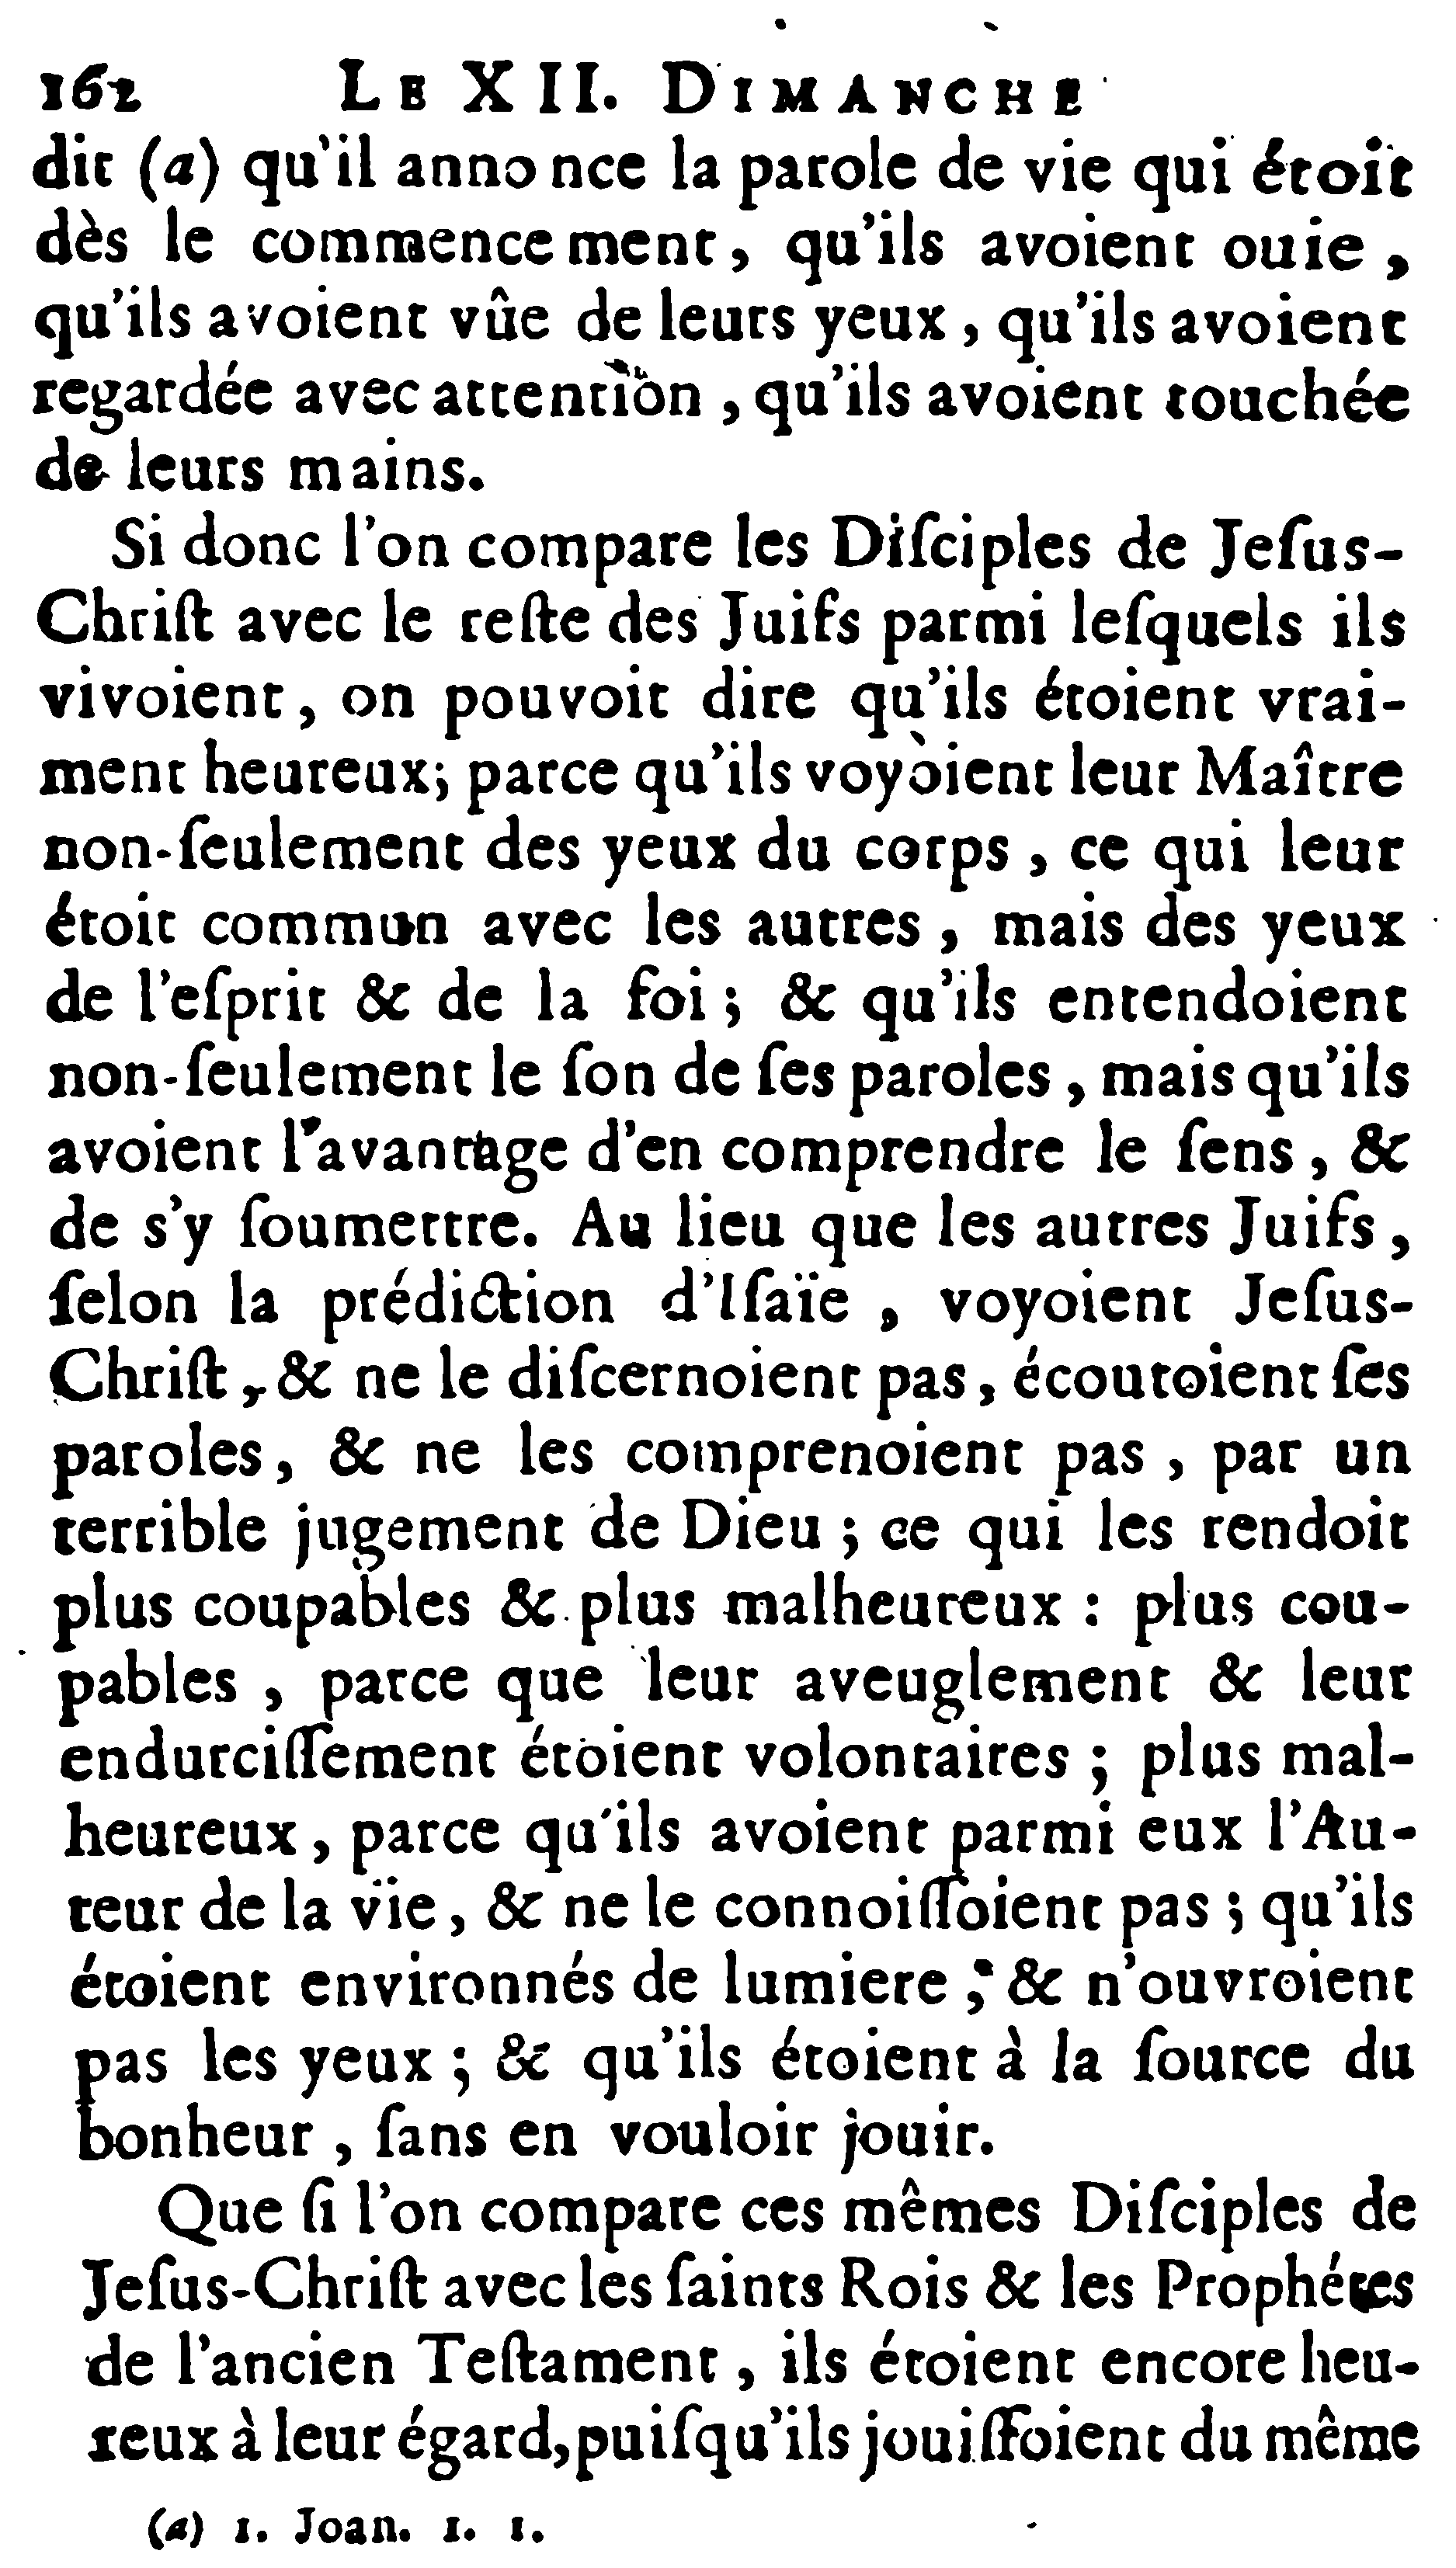 162 LE XII. DIMANCHE
dit (a) qu'il annonce la parole de vie qui étoit
dès le commencement, qu'ils avoient ouie,
qu'ils avoient vûe de leurs yeux, qu'ils avoient
regardée avec attention, qu'ils avoient touchée
de leurs mains.
Si donc l'on compare les Diſciples de Jeſus-
Chriſt avec le reſte des Juifs parmi leſquels ils
vivoient, on pouvoit dire qu'ils étoient vrai-
ment heureux; parce qu'ils voyoient leur Maître
non-ſeulement des yeux du corps, ce qui leur
étoit commun avec les autres, mais des yeux
de l'eſprit & de la foi; & qu'ils entendoient
non-ſeulement le ſon de ſes paroles, mais qu'ils
avoient l'avantage d'en comprendre le ſens, &
de s'y ſoumettre. Au lieu que les autres Juifs,
ſelon la prédiction d'Iſaïe, voyoient Jeſus-
Chriſt, & ne le diſcernoient pas, écoutoient ſes
paroles, & ne les comprenoient pas, par un
terrible jugement de Dieu; ce qui les rendoit
plus coupables & plus malheureux: plus cou-
pables, parce que leur aveuglement & leur
endurciſſement étoient volontaires; plus mal-
heureux, parce qu'ils avoient parmi eux l'Au-
teur de la vie, & ne le connoiſſoient pas; qu'ils
étoient environnés de lumiere, & n'ouvroient
pas les yeux; & qu'ils étoient à la ſource du
bonheur, ſans en vouloir jouir.
Que ſi l'on compare ces mêmes Diſciples de
Jeſus-Chriſt avec les ſaints Rois & les Prophétes
de l'ancien Teſtament, ils étoient encore heu-
reux à leur égard, puiſqu'ils jouiſſoient du même
(a) 1. Joan. 1. 1.